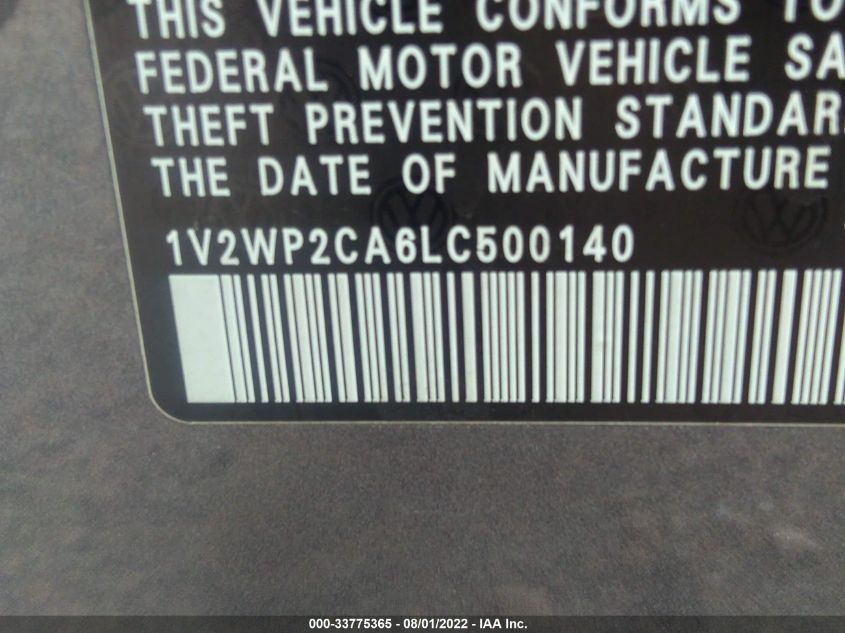 THIS VEHICLE CONFORMS TO
FEDERAL MOTOR VEHICLE SA
THEFT PREVENTION STANDAR
THE DATE OF MANUFACTURE
1V2WP2CA6LC500140
000-33775365 - 08/01/2022 - IAA Inc.